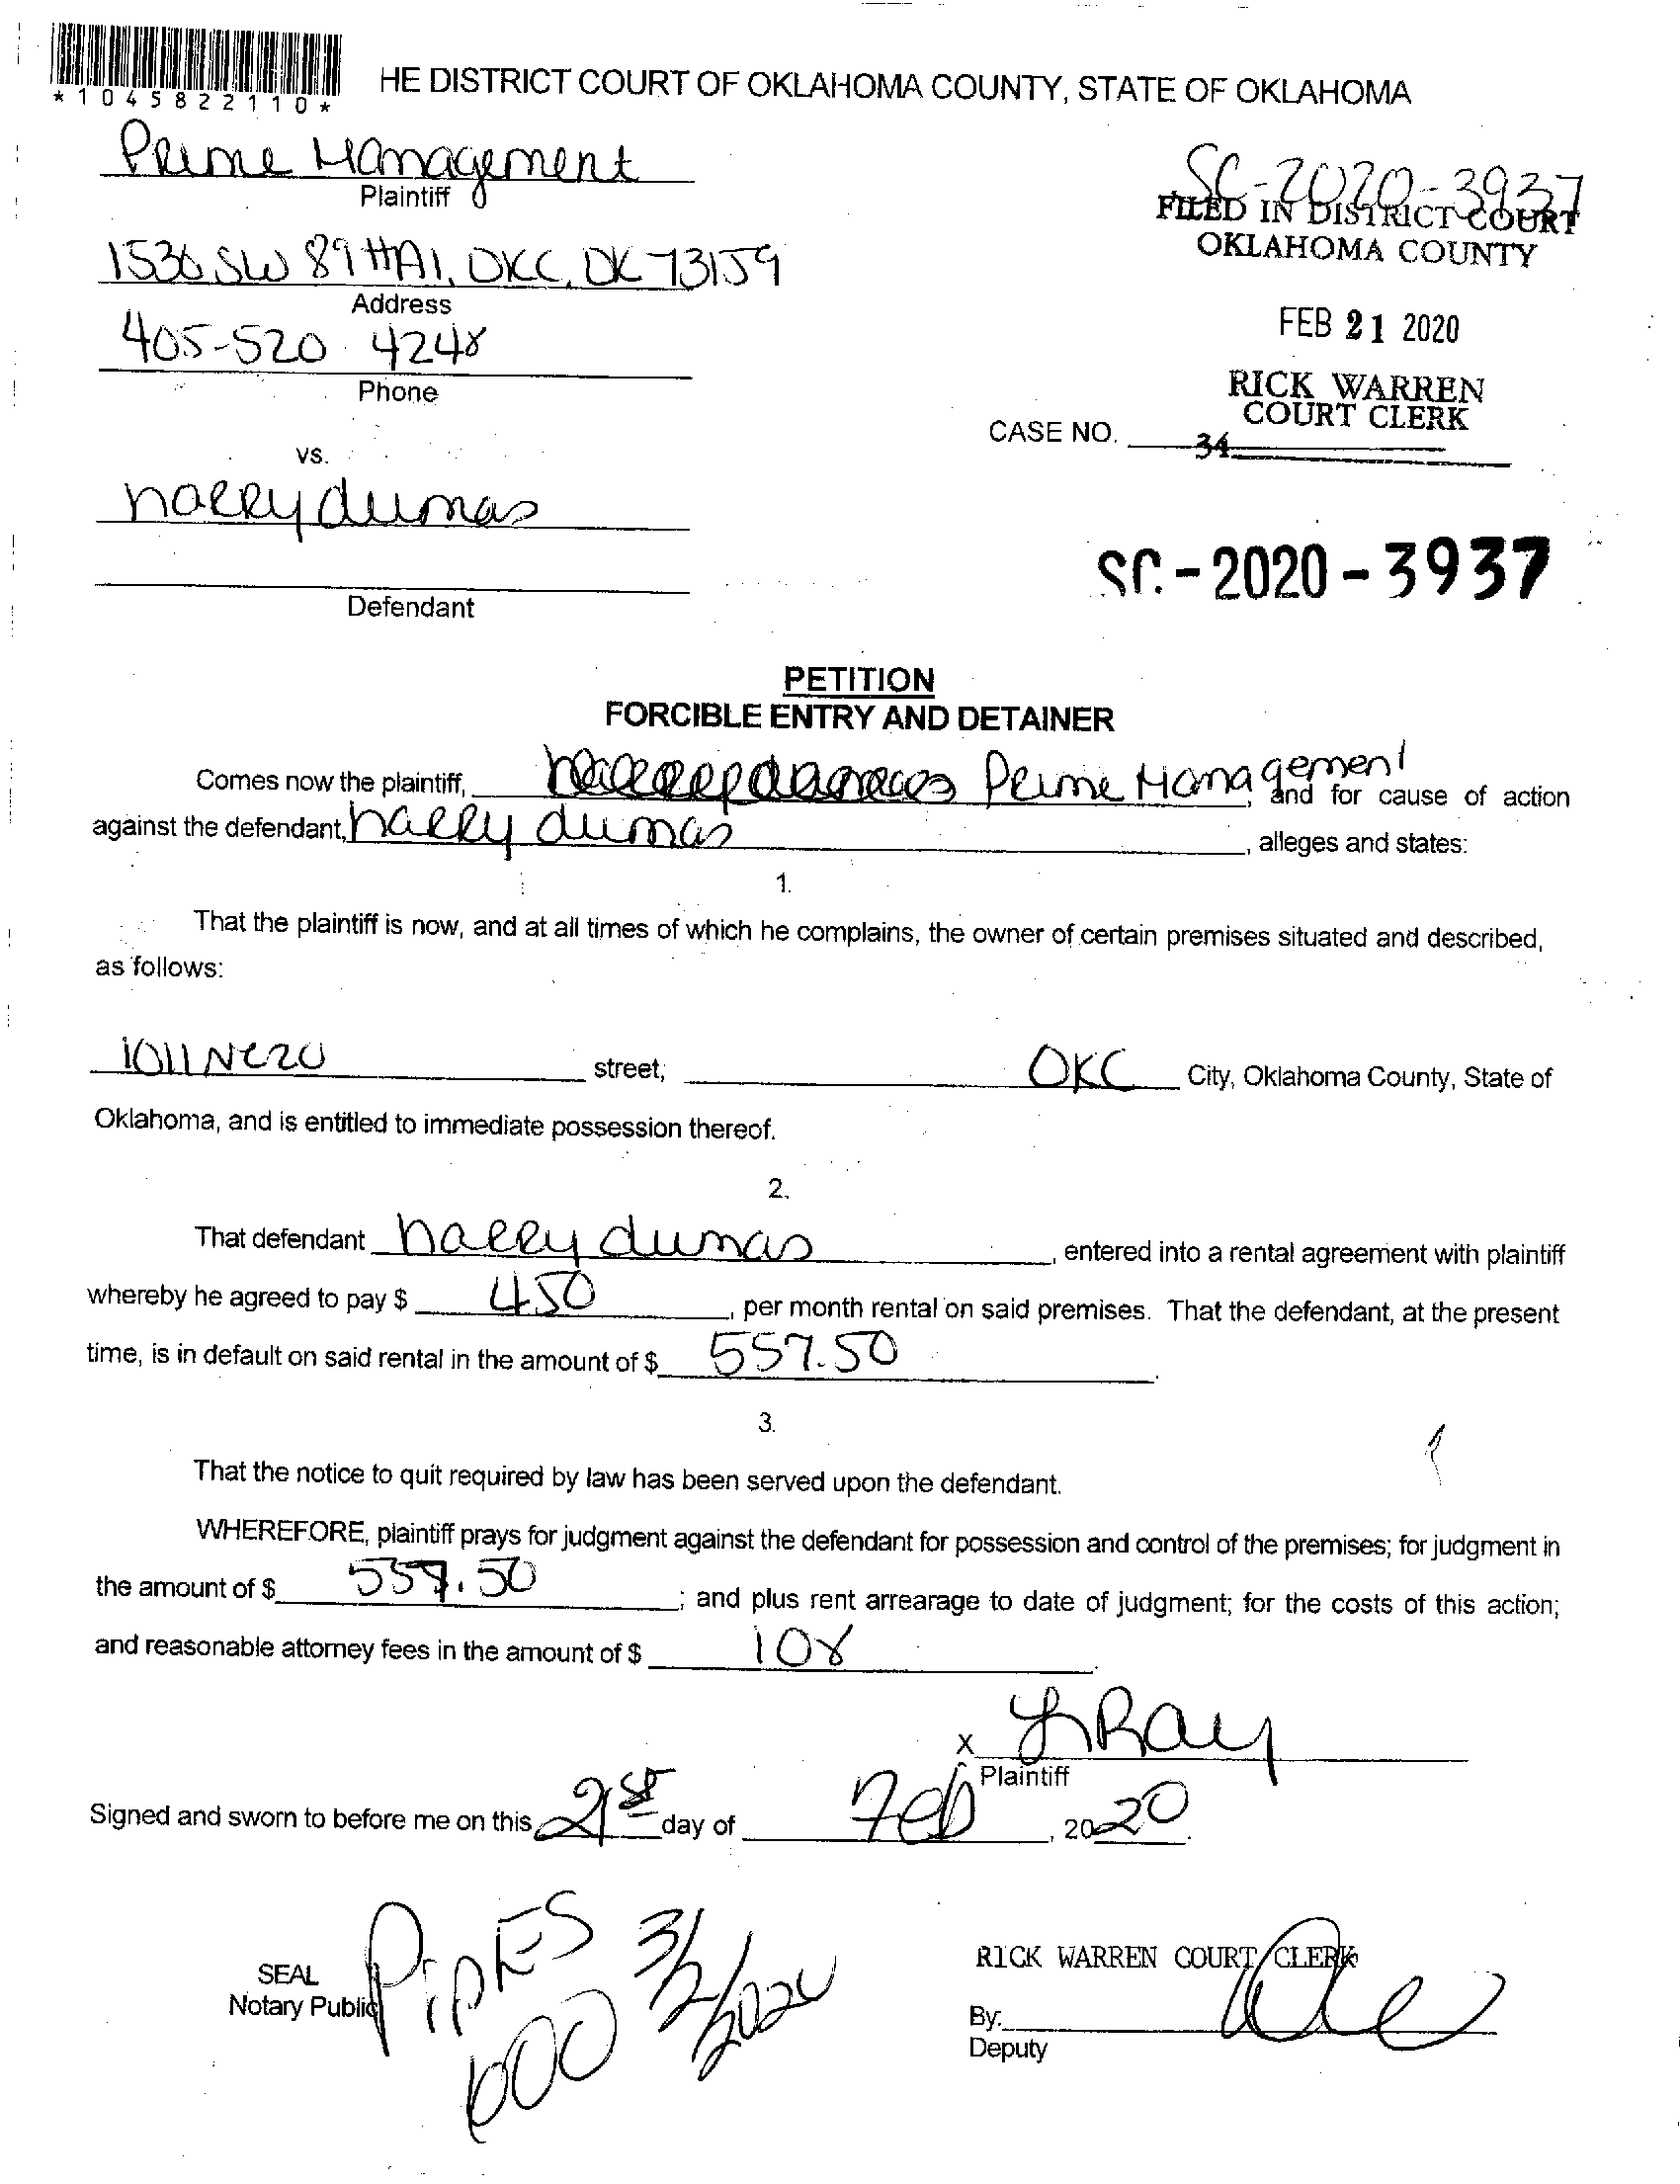 *1045822110*
HE DISTRICT COURT OF OKLAHOMA COUNTY, STATE OF OKLAHOMA
Prime Management
Plaintiff
SC-2020-3937
FILED IN DISTRICT COURT
OKLAHOMA COUNTY
1536 SW 89 #A1, OKC, OK 73159
Address
FEB 21 2020
405-520 4248
Phone
RICK WARREN
COURT CLERK
CASE NO.
34
vs.
harry dumas
SC-2020-3937
Defendant
PETITION
FORCIBLE ENTRY AND DETAINER
Comes now the plaintiff, Prime Management, and for cause of action
against the defendant, harry dumas, alleges and states:
1.
That the plaintiff is now, and at all times of which he complains, the owner of certain premises situated and described,
as follows:
1011 NE 20 street, OKC City, Oklahoma County, State of
Oklahoma, and is entitled to immediate possession thereof.
2.
That defendant harry dumas, entered into a rental agreement with plaintiff
whereby he agreed to pay $ 450, per month rental on said premises. That the defendant, at the present
time, is in default on said rental in the amount of $ 557.50.
3.
That the notice to quit required by law has been served upon the defendant.
WHEREFORE, plaintiff prays for judgment against the defendant for possession and control of the premises; for judgment in
the amount of $ 557.50; and plus rent arrearage to date of judgment; for the costs of this action;
and reasonable attorney fees in the amount of $ 108.
X LRay
Plaintiff
Signed and sworn to before me on this 21st day of Feb, 2020.
SEAL
Notary Public
Pipes
600 3/2/2020
RICK WARREN COURT CLERK
By:
Deputy